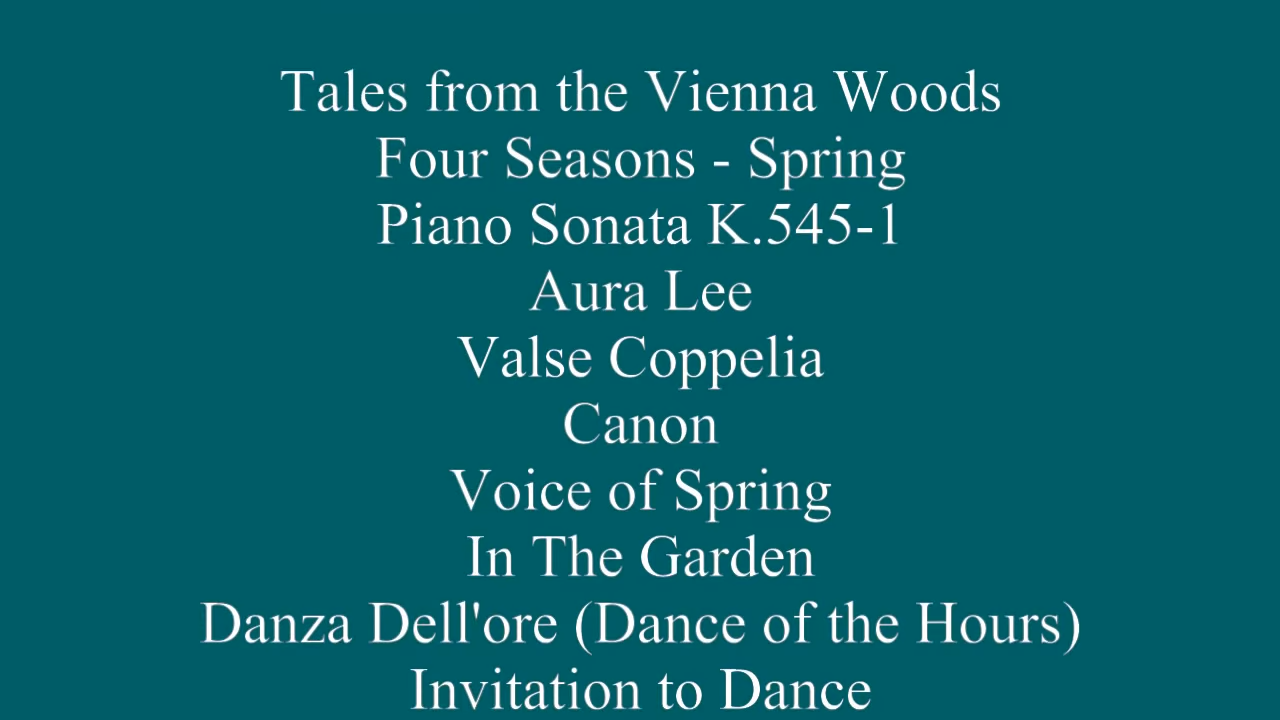 Tales from the Vienna Woods
Four Seasons - Spring
Piano Sonata K.545-1
Aura Lee
Valse Coppelia
Canon
Voice of Spring
In The Garden
Danza Dell'ore (Dance of the Hours)
Invitation to Dance